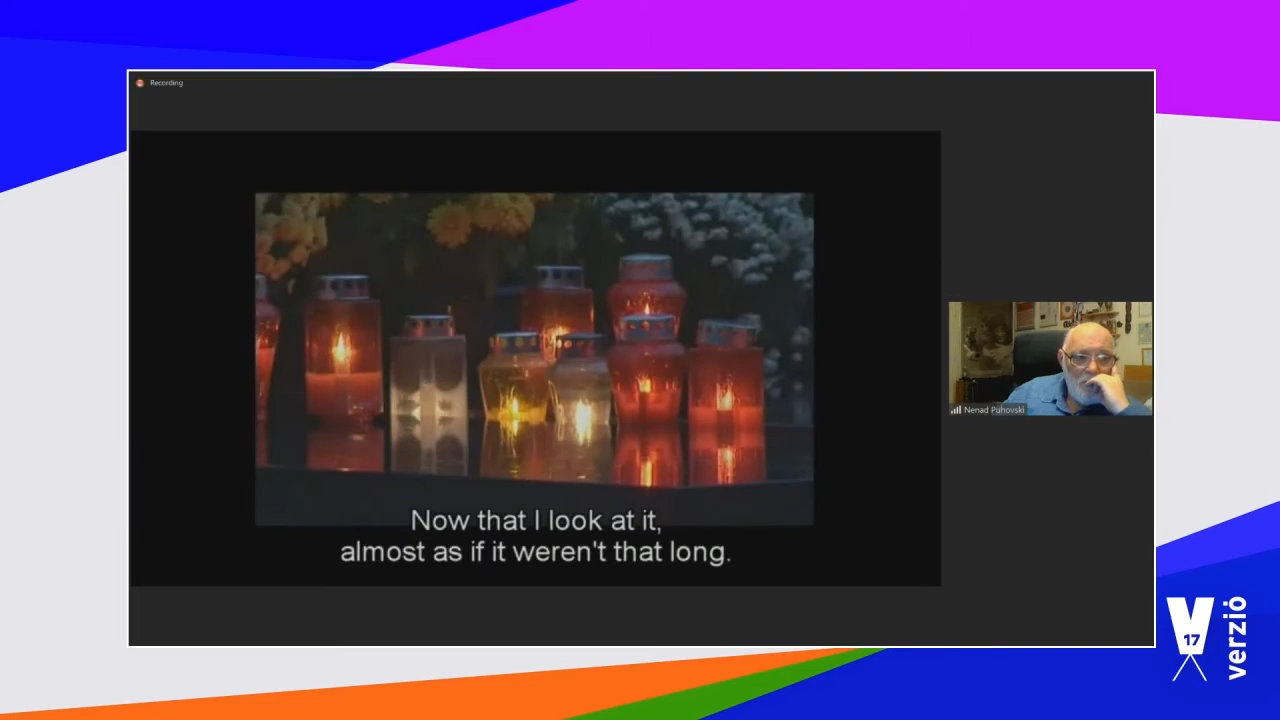 Recording
Now that I look at it,
almost as if it weren't that long.
Nenad Puhovski
17
verzió